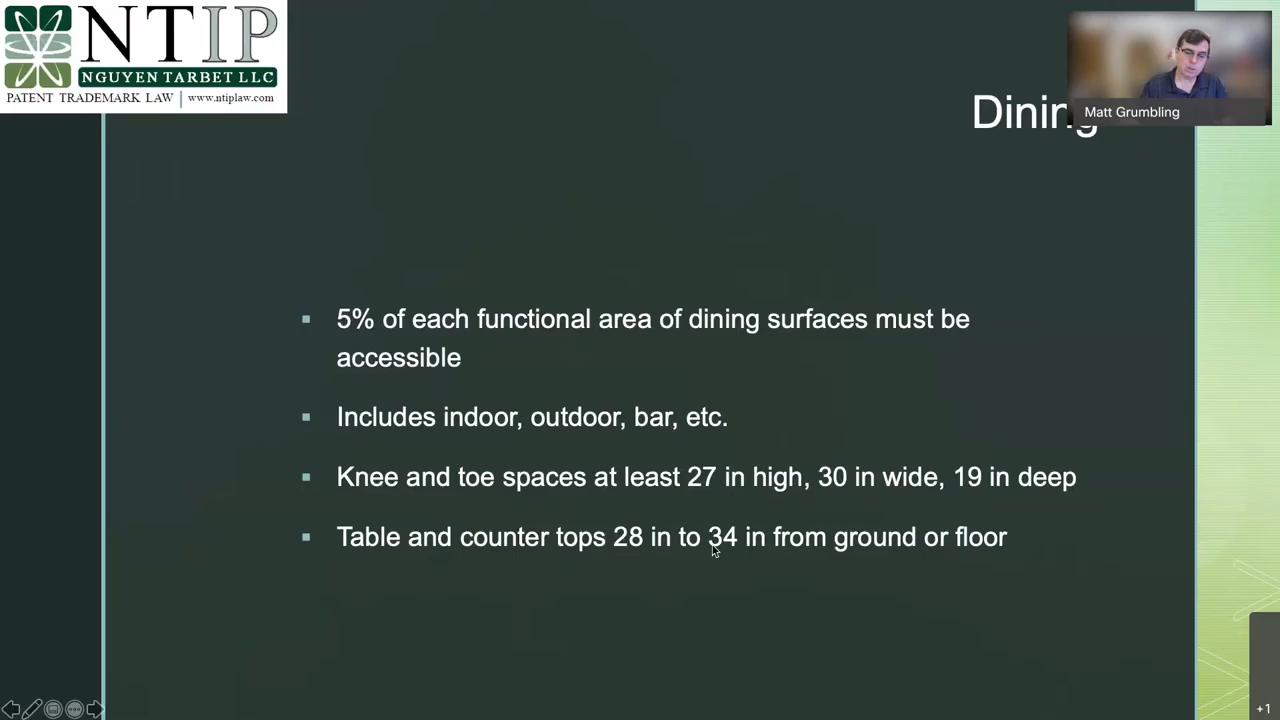 NTIP
NGUYEN TARBET LLC
PATENT TRADEMARK LAW | www.ntiplaw.com
Dining
Matt Grumbling
▪ 5% of each functional area of dining surfaces must be
accessible
▪ Includes indoor, outdoor, bar, etc.
▪ Knee and toe spaces at least 27 in high, 30 in wide, 19 in deep
▪ Table and counter tops 28 in to 34 in from ground or floor
+1